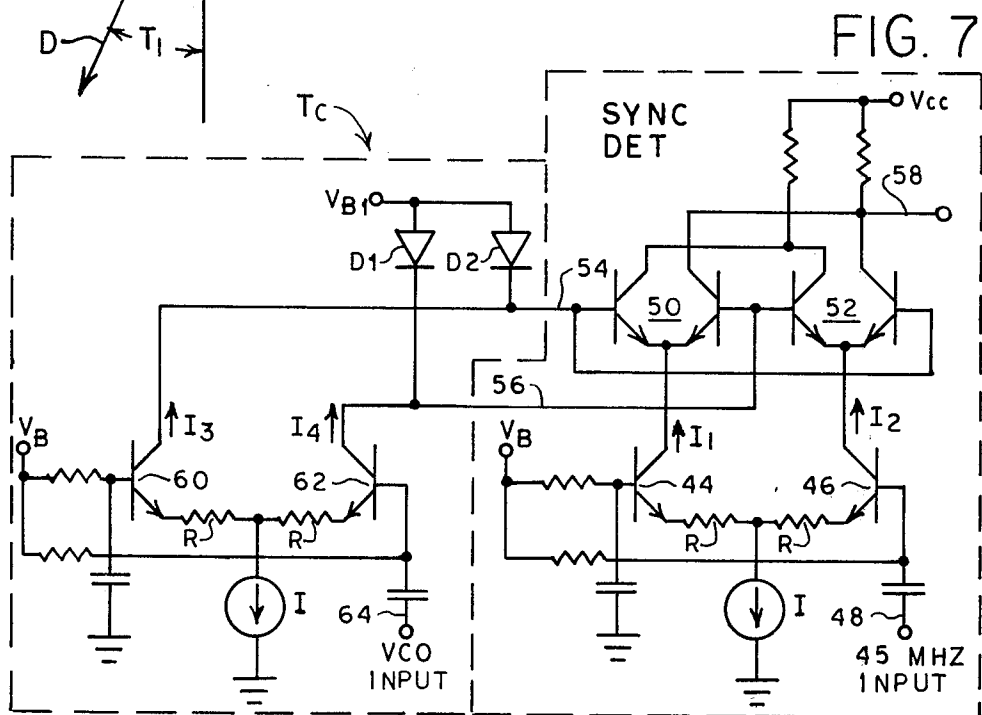 FIG. 7
D
T1
TC
SYNC
DET
VCC
58
VB1
D1
D2
54
50
52
56
I3
I4
I1
I2
VB
60
62
VB
44
46
R
R
R
R
I
64
I
48
VCO
INPUT
45 MHZ
INPUT